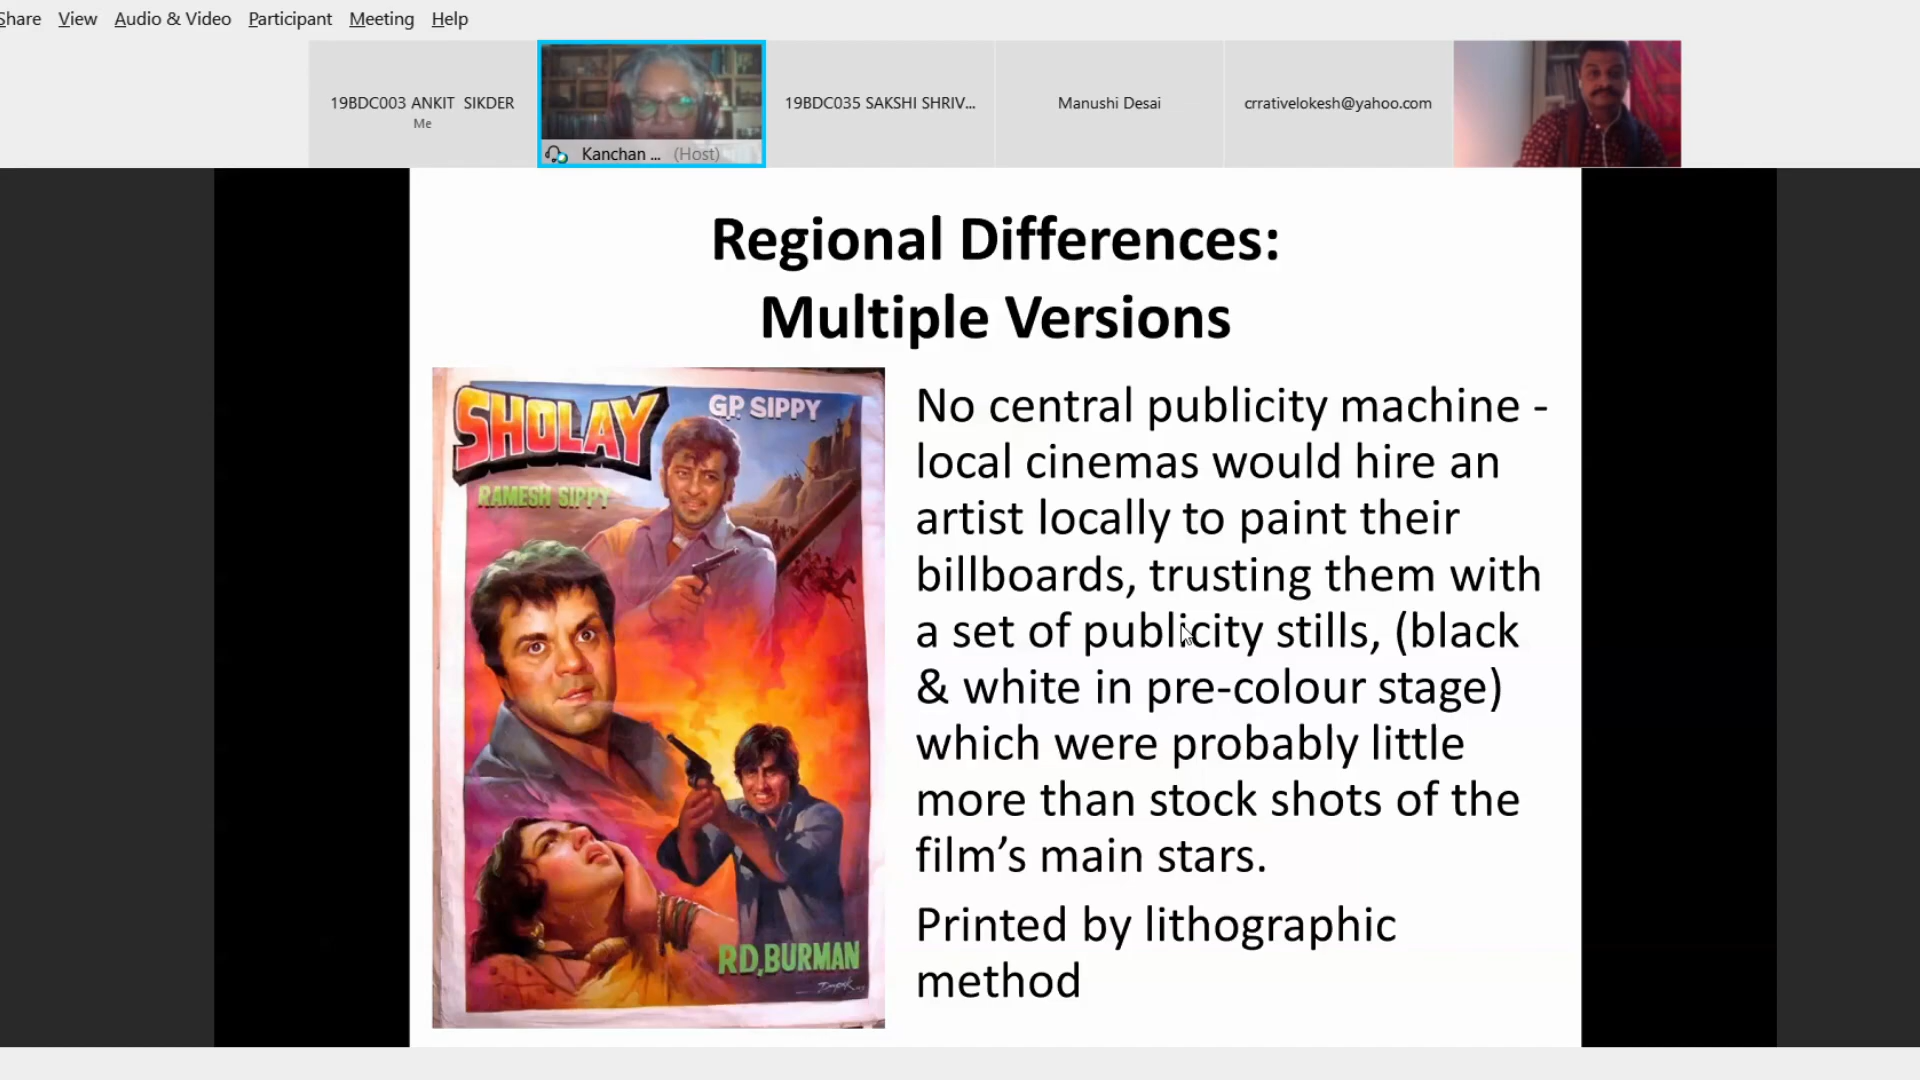 Share View Audio & Video Participant Meeting Help
19BDC003 ANKIT SIKDER
Me
Kanchan ... (Host)
19BDC035 SAKSHI SHRIV...
Manushi Desai
crrativelokesh@yahoo.com
Regional Differences:
Multiple Versions
SHOLAY
GP SIPPY
RAMESH SIPPY
RD,BURMAN
No central publicity machine -
local cinemas would hire an
artist locally to paint their
billboards, trusting them with
a set of publicity stills, (black
& white in pre-colour stage)
which were probably little
more than stock shots of the
film’s main stars.
Printed by lithographic
method